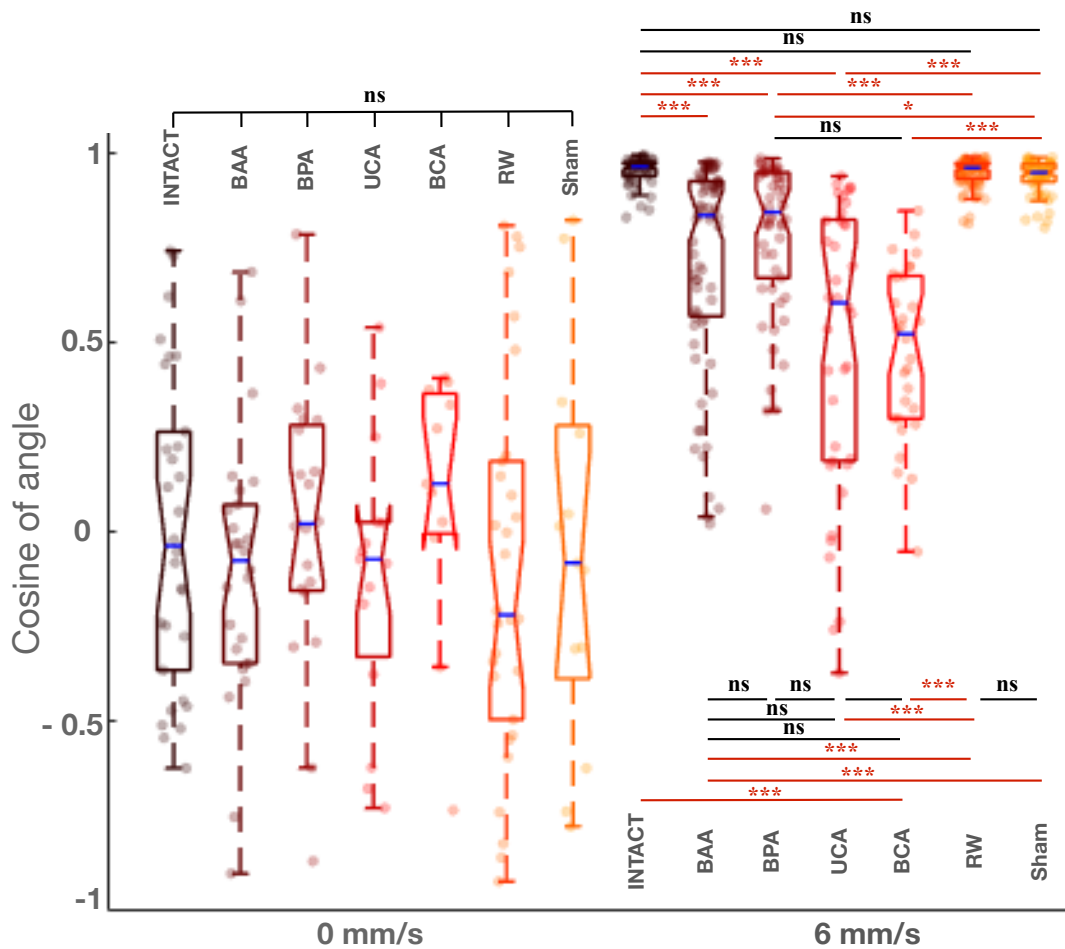 ns
ns
*** ***
*** ***
ns
*** *
ns ***
1
INTACT
BAA
BPA
UCA
BCA
RW
Sham
0.5
Cosine of angle
0
ns ns *** ns
- 0.5
ns ***
ns
***
***
***
INTACT
BAA
BPA
UCA
BCA
RW
Sham
-1
0 mm/s
6 mm/s